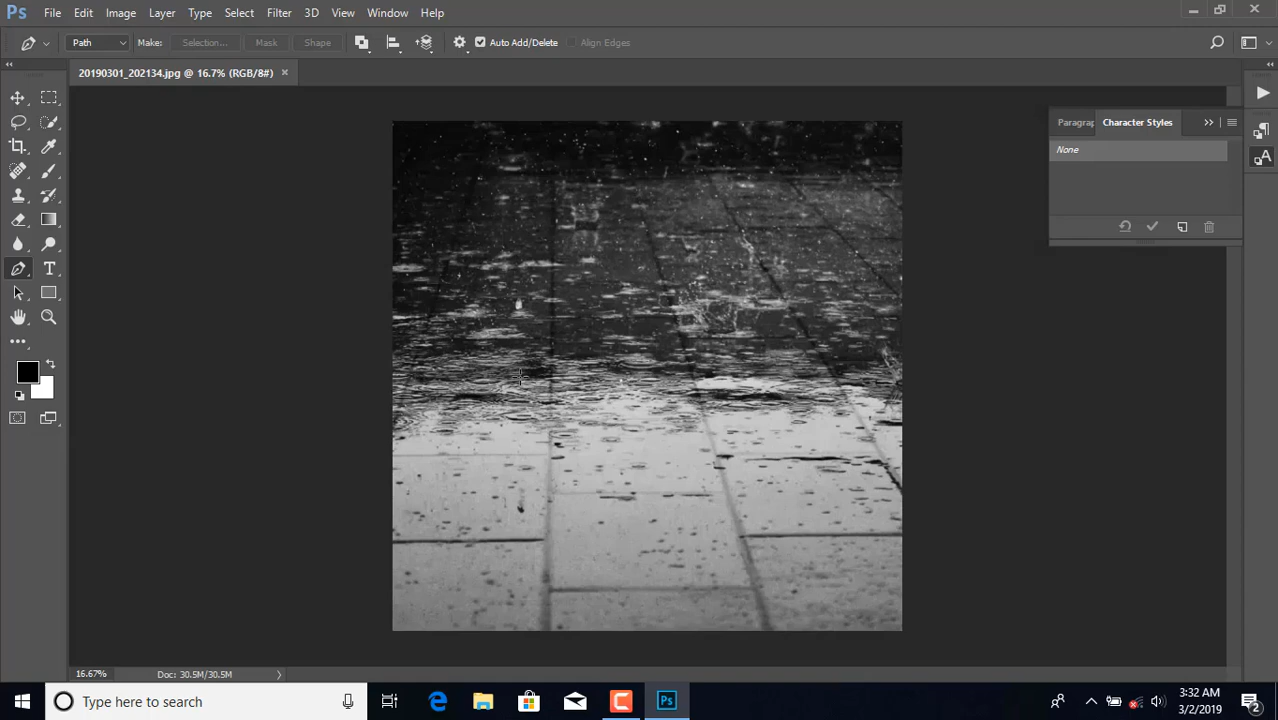 Ps File Edit Image Layer Type Select Filter 3D View Window Help
Path Make: Selection... Mask Shape Auto Add/Delete Align Edges
20190301_202134.jpg @ 16.7% (RGB/8#) ×
Paragrap Character Styles
None
T
A
16.67% Doc: 30.5M/30.5M
Type here to search
Ps
3:32 AM
3/2/2019
2